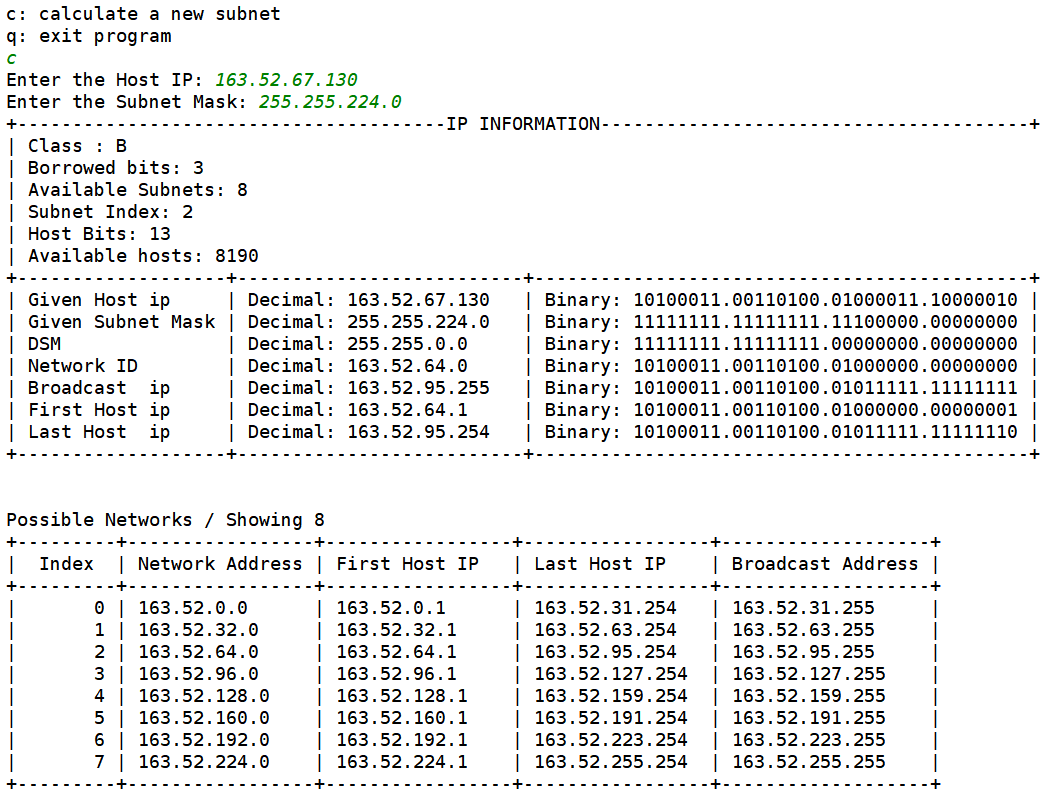 c: calculate a new subnet
q: exit program
c
Enter the Host IP: 163.52.67.130
Enter the Subnet Mask: 255.255.224.0
+---------------------------------------IP INFORMATION---------------------------------------+
| Class : B
| Borrowed bits: 3
| Available Subnets: 8
| Subnet Index: 2
| Host Bits: 13
| Available hosts: 8190
+-------------------+--------------------------+---------------------------------------------+
| Given Host ip     | Decimal: 163.52.67.130   | Binary: 10100011.00110100.01000011.10000010 |
| Given Subnet Mask | Decimal: 255.255.224.0   | Binary: 11111111.11111111.11100000.00000000 |
| DSM               | Decimal: 255.255.0.0     | Binary: 11111111.11111111.00000000.00000000 |
| Network ID        | Decimal: 163.52.64.0     | Binary: 10100011.00110100.01000000.00000000 |
| Broadcast  ip     | Decimal: 163.52.95.255   | Binary: 10100011.00110100.01011111.11111111 |
| First Host ip     | Decimal: 163.52.64.1     | Binary: 10100011.00110100.01000000.00000001 |
| Last Host  ip     | Decimal: 163.52.95.254   | Binary: 10100011.00110100.01011111.11111110 |
+-------------------+--------------------------+---------------------------------------------+
Possible Networks / Showing 8
+---------+-----------------+-----------------+-----------------+-------------------+
|  Index  | Network Address | First Host IP   | Last Host IP    | Broadcast Address |
+---------+-----------------+-----------------+-----------------+-------------------+
|       0 | 163.52.0.0      | 163.52.0.1      | 163.52.31.254   | 163.52.31.255     |
|       1 | 163.52.32.0     | 163.52.32.1     | 163.52.63.254   | 163.52.63.255     |
|       2 | 163.52.64.0     | 163.52.64.1     | 163.52.95.254   | 163.52.95.255     |
|       3 | 163.52.96.0     | 163.52.96.1     | 163.52.127.254  | 163.52.127.255    |
|       4 | 163.52.128.0    | 163.52.128.1    | 163.52.159.254  | 163.52.159.255    |
|       5 | 163.52.160.0    | 163.52.160.1    | 163.52.191.254  | 163.52.191.255    |
|       6 | 163.52.192.0    | 163.52.192.1    | 163.52.223.254  | 163.52.223.255    |
|       7 | 163.52.224.0    | 163.52.224.1    | 163.52.255.254  | 163.52.255.255    |
+---------+-----------------+-----------------+-----------------+-------------------+